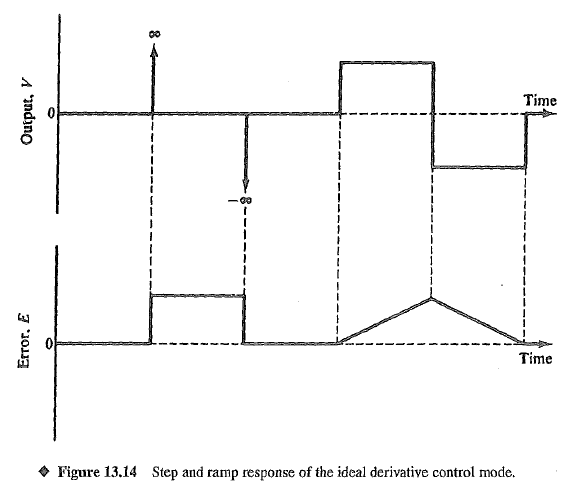 ∞
Output, V
0
Time
-∞
Error, E
0
Time
◆ Figure 13.14 Step and ramp response of the ideal derivative control mode.